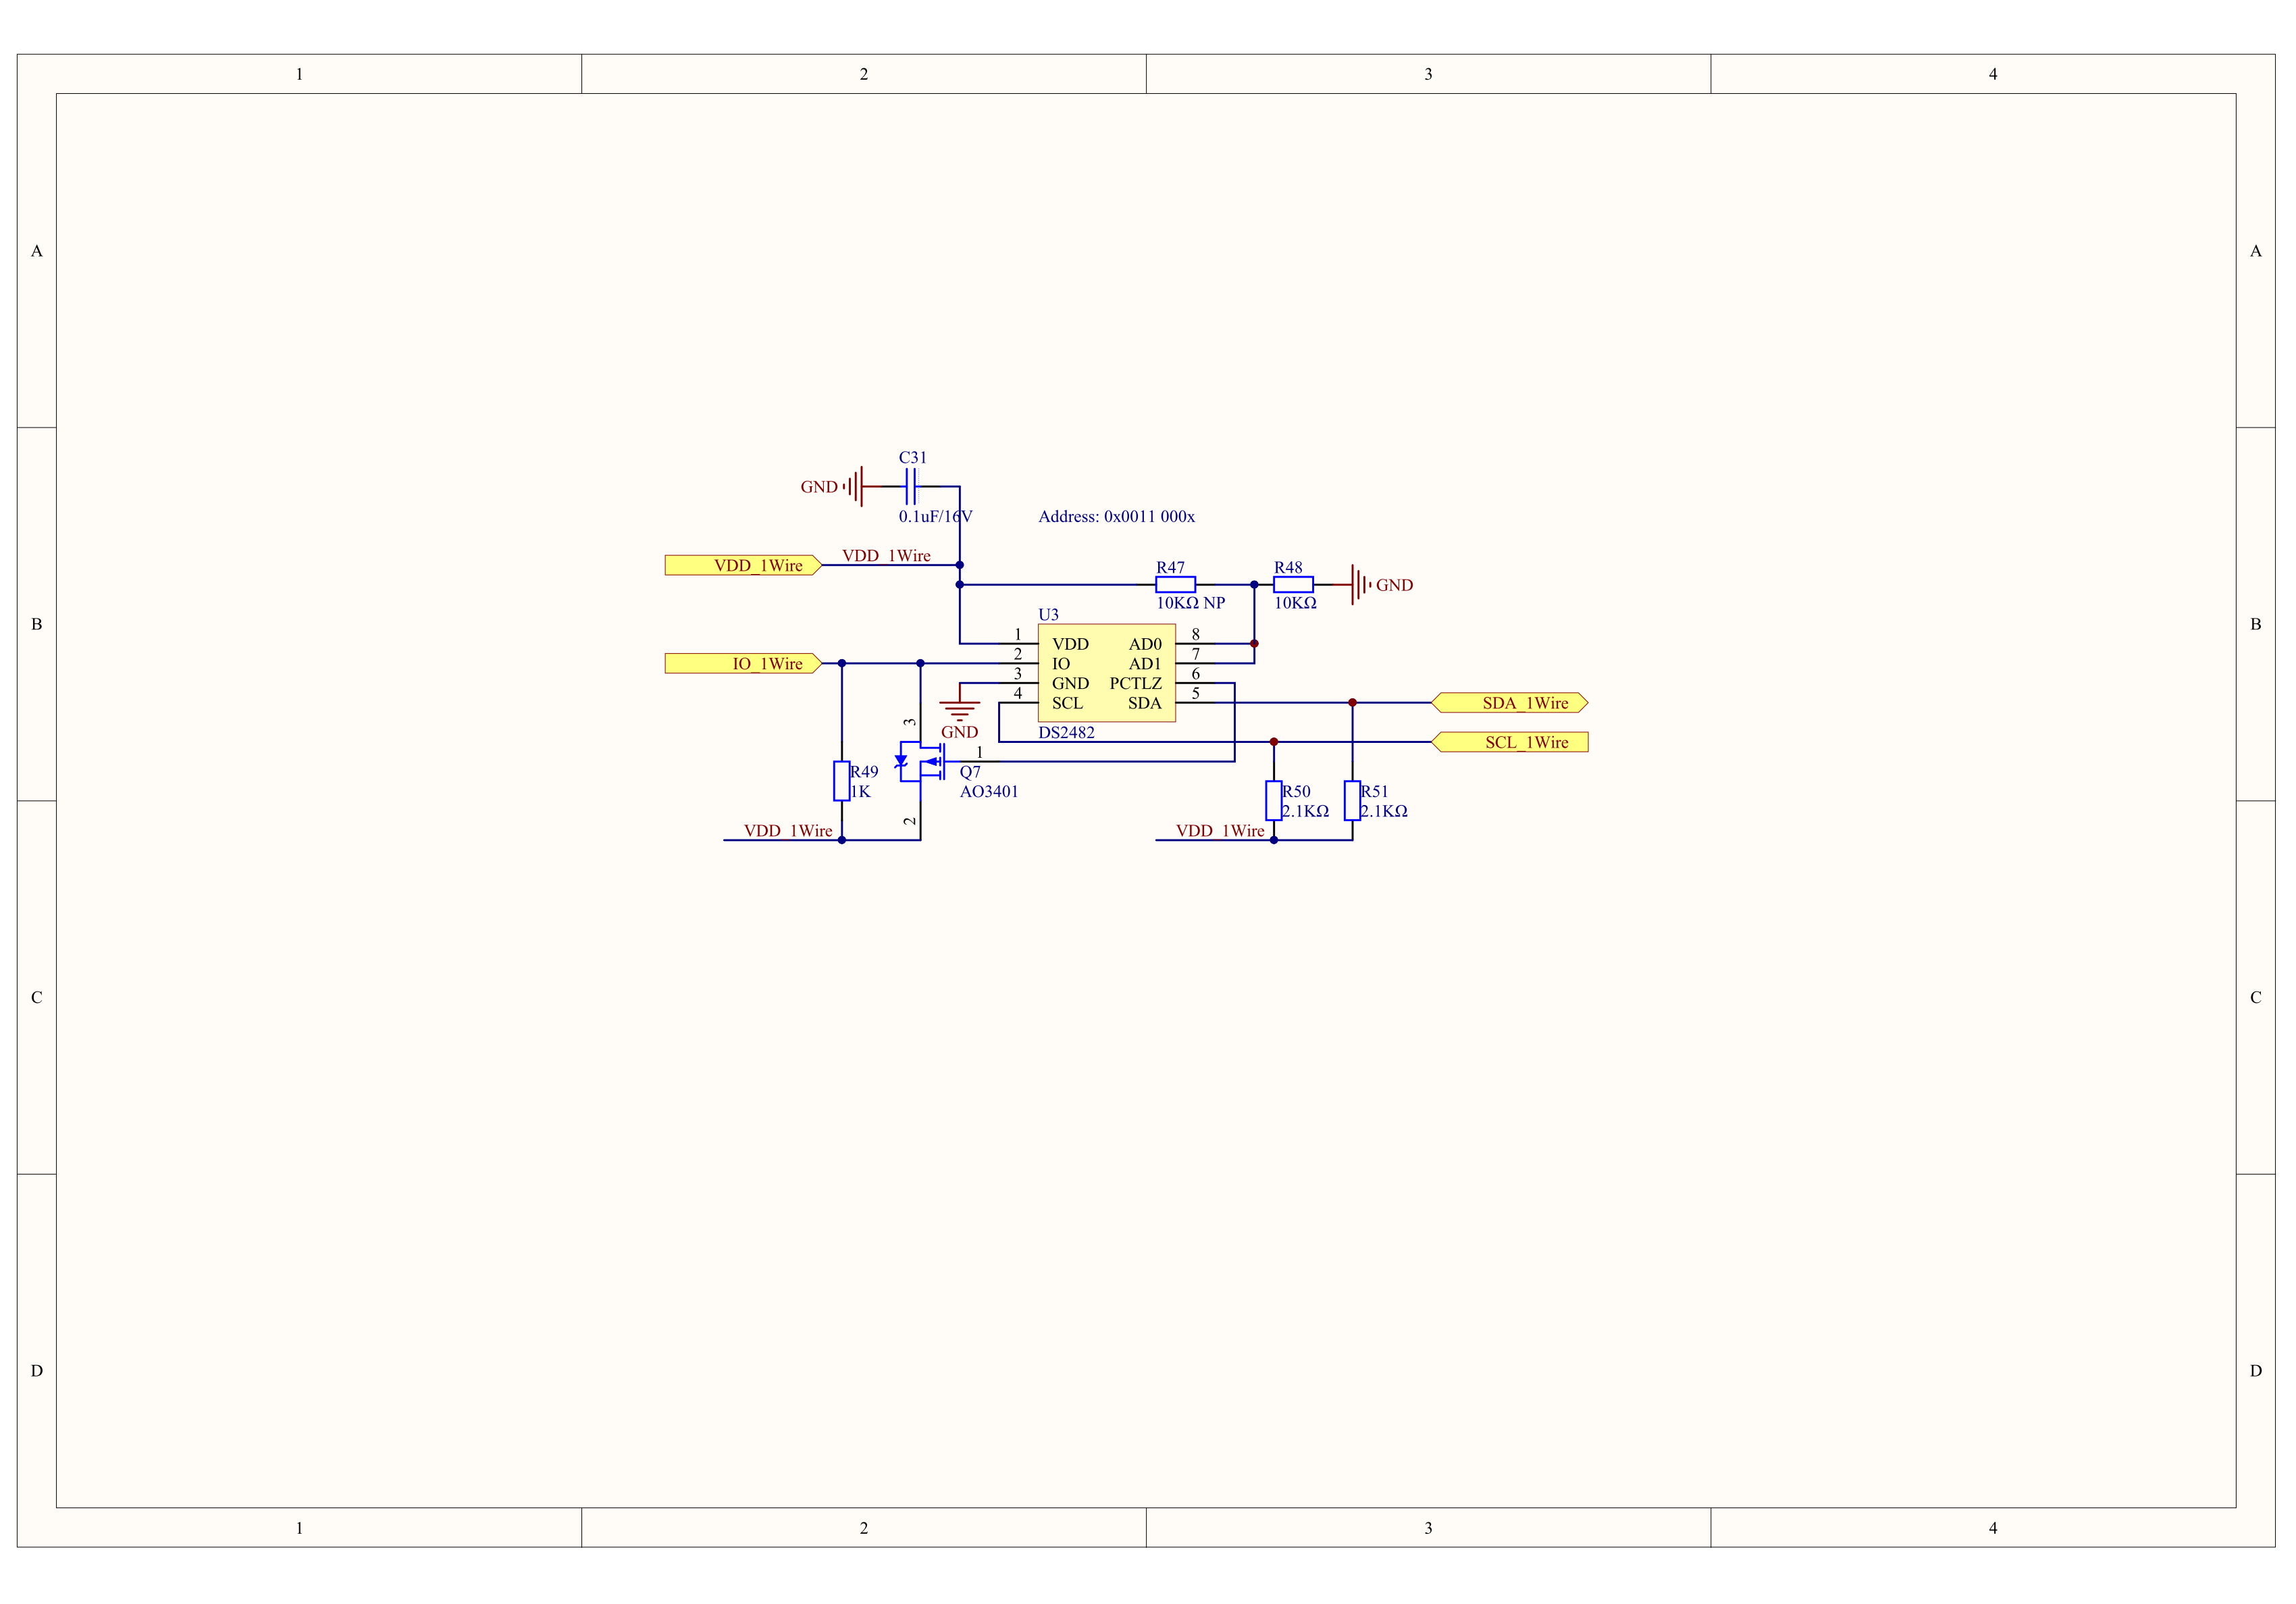 1 2 3 4
A A
C31
GND
0.1uF/16V
Address: 0x0011 000x
VDD_1Wire VDD_1Wire
R47 R48
GND
10KΩ NP 10KΩ
U3
B B
1 VDD AD0 8
IO_1Wire
2 IO AD1 7
3 GND PCTLZ 6
4 SCL SDA 5
SDA_1Wire
3
GND
DS2482
SCL_1Wire
1
R49 Q7
1K AO3401
R50 R51
2.1KΩ 2.1KΩ
2
VDD_1Wire VDD_1Wire
C C
D D
1 2 3 4